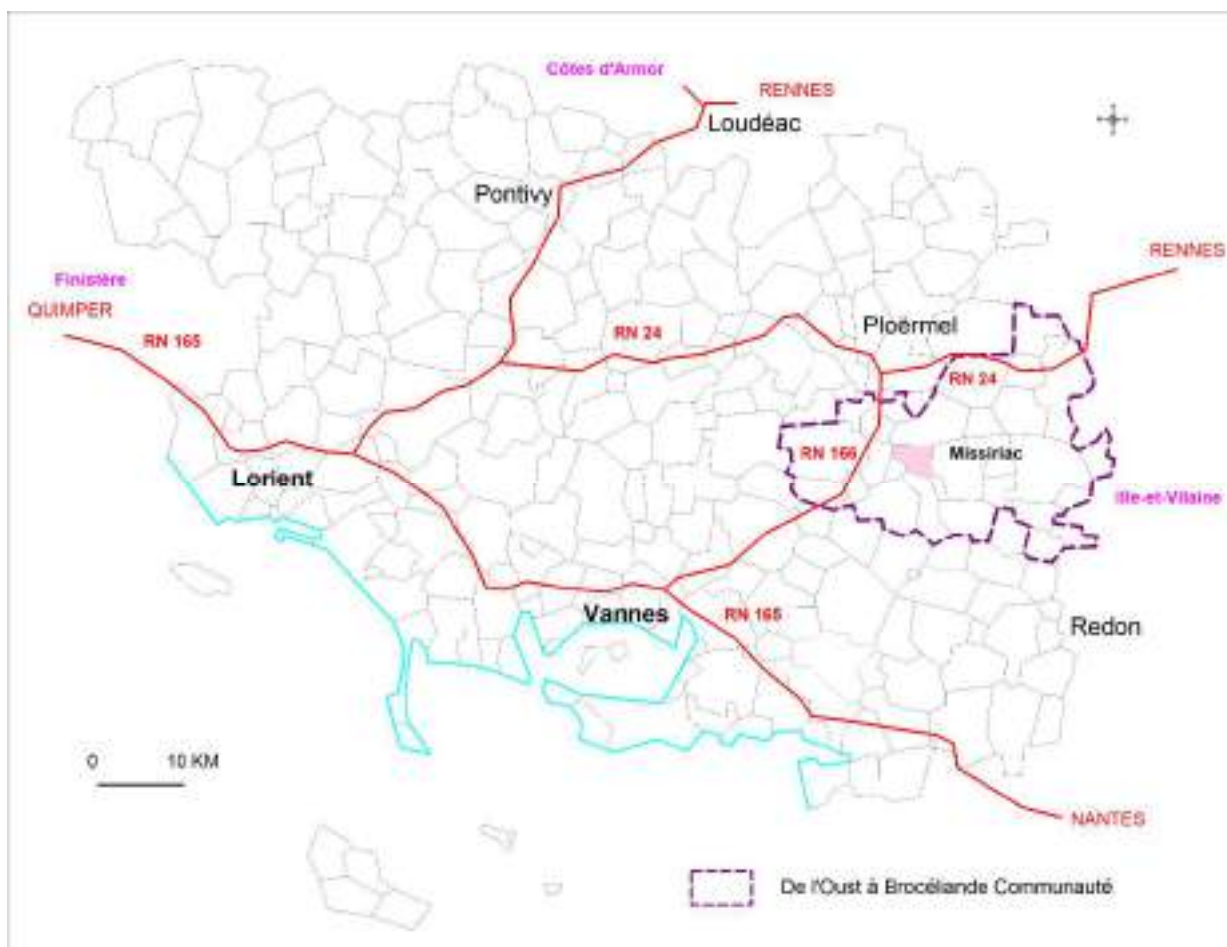 Côtes d'Armor
RENNES
Loudéac
Pontivy
RENNES
Finistère
QUIMPER
RN 165
RN 24
Ploërmel
RN 24
RN 166
Missiriac
Lorient
Ille-et-Vilaine
Vannes
RN 165
Redon
0 10 KM
NANTES
De l'Oust à Brocéliande Communauté